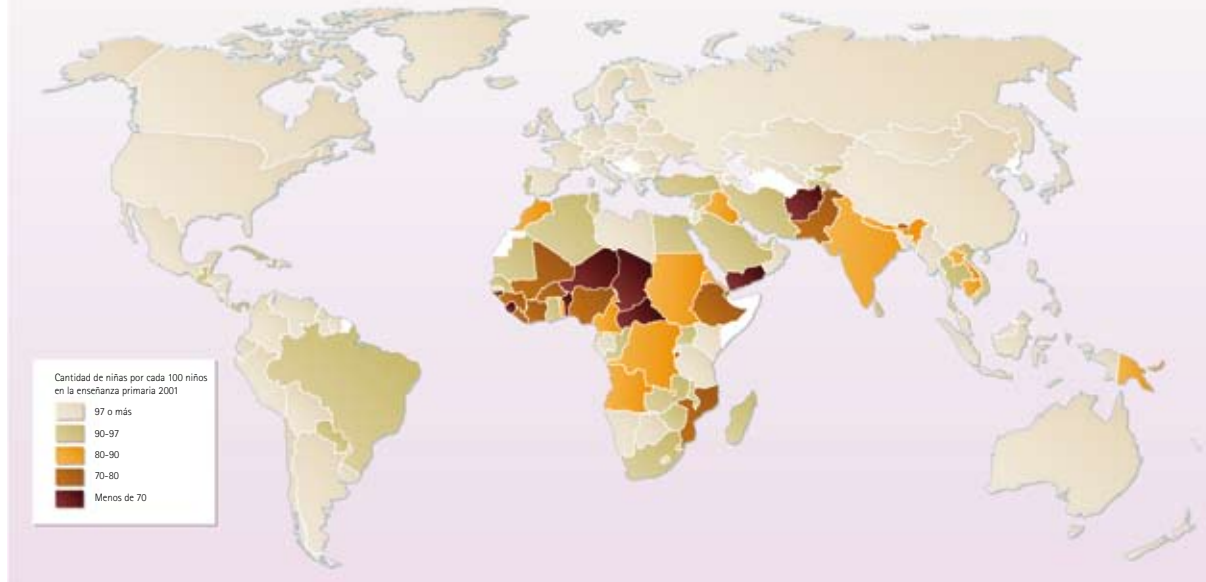 Cantidad de niñas por cada 100 niños
en la enseñanza primaria 2001
97 o más
90-97
80-90
70-80
Menos de 70